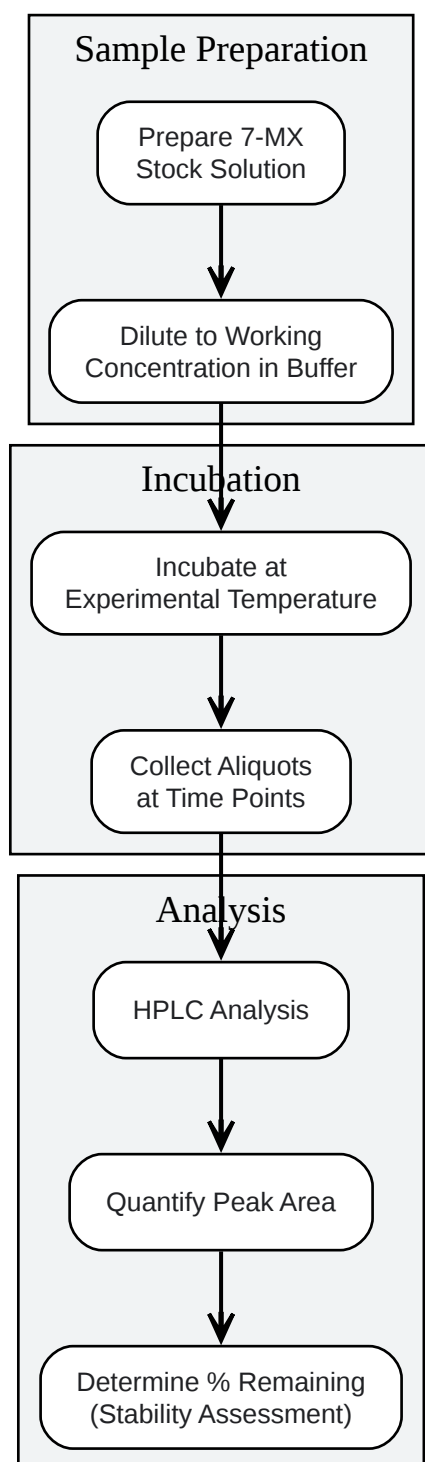 Sample Preparation
Prepare 7-MX
Stock Solution
Dilute to Working
Concentration in Buffer
Incubation
Incubate at
Experimental Temperature
Collect Aliquots
at Time Points
Analysis
HPLC Analysis
Quantify Peak Area
Determine % Remaining
(Stability Assessment)